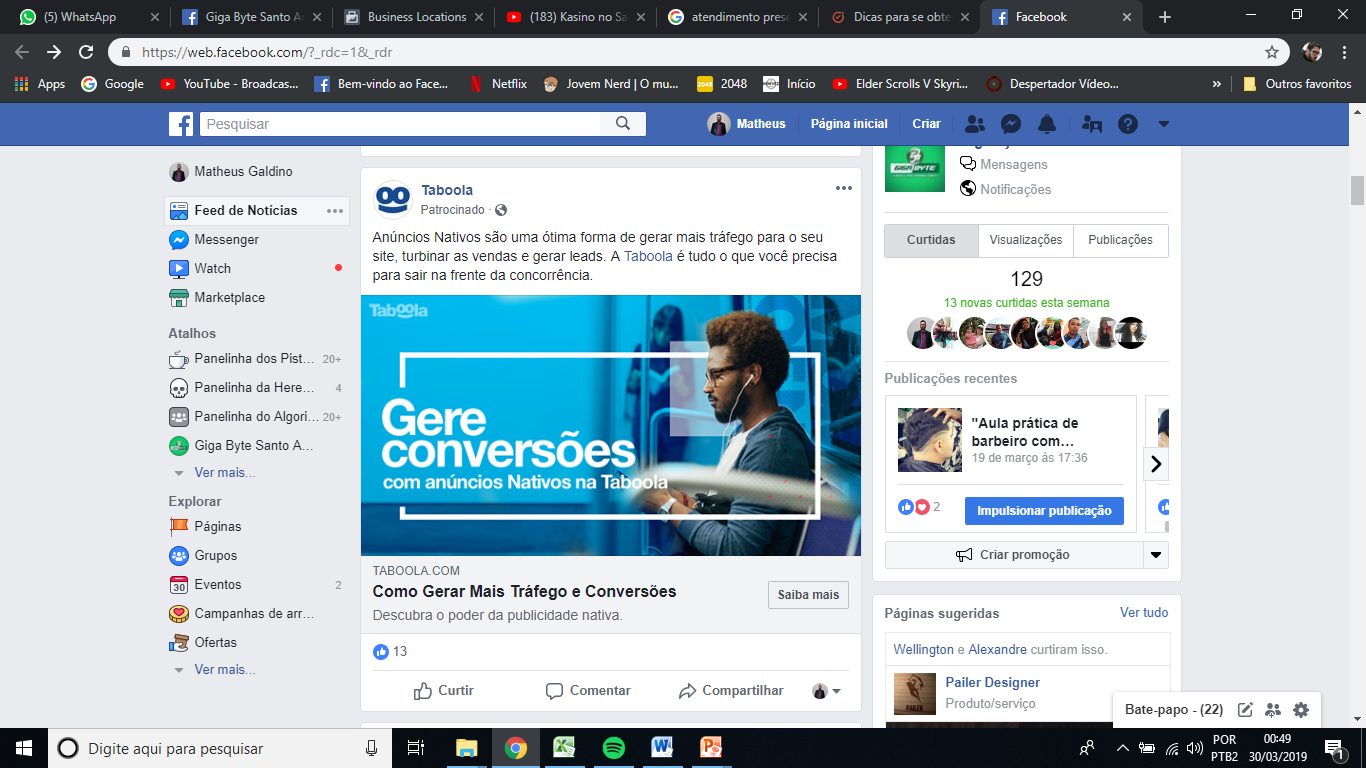 (5) WhatsApp
Giga Byte Santo A
Business Locations
(183) Kasino no Sa
atendimento prese
Dicas para se obte
Facebook
https://web.facebook.com/?_rdc=1&_rdr
Apps
Google
YouTube - Broadcas...
Bem-vindo ao Face...
Netflix
Jovem Nerd | O mu...
2048
Início
Elder Scrolls V Skyri...
Despertador Vídeo...
»
Outros favoritos
Pesquisar
Matheus
Página inicial
Criar
Matheus Galdino
Feed de Notícias
Messenger
Watch
Marketplace
Atalhos
Panelinha dos Pist... 20+
Panelinha da Here... 4
Panelinha do Algori... 20+
Giga Byte Santo A...
Ver mais...
Explorar
Páginas
Grupos
Eventos 2
Campanhas de arr...
Ofertas
Ver mais...
Taboola
Patrocinado ·
Anúncios Nativos são uma ótima forma de gerar mais tráfego para o seu
site, turbinar as vendas e gerar leads. A Taboola é tudo o que você precisa
para sair na frente da concorrência.
Taboola
Gere
conversões
com anúncios Nativos na Taboola
TABOOLA.COM
Como Gerar Mais Tráfego e Conversões
Descubra o poder da publicidade nativa.
Saiba mais
13
Curtir
Comentar
Compartilhar
GIGA BYTE
Mensagens
Notificações
Curtidas
Visualizações
Publicações
129
13 novas curtidas esta semana
Publicações recentes
"Aula prática de
barbeiro com...
19 de março às 17:36
2
Impulsionar publicação
Criar promoção
Páginas sugeridas
Ver tudo
Wellington e Alexandre curtiram isso.
PAILER
Pailer Designer
Produto/serviço
Bate-papo - (22)
Digite aqui para pesquisar
POR
PTB2
00:49
30/03/2019
1